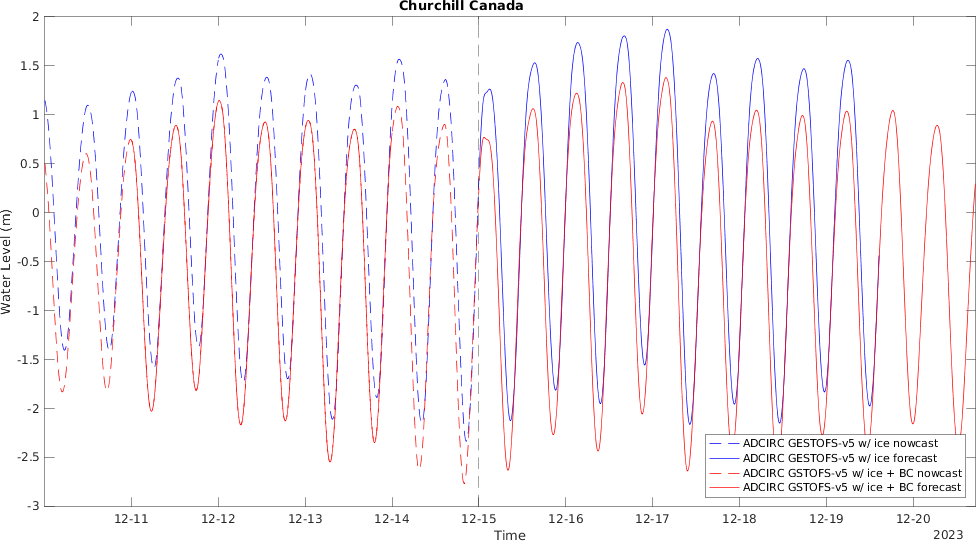 Churchill Canada
2
1.5
1
0.5
0
-0.5
-1
-1.5
-2
-2.5
-3
Water Level (m)
ADCIRC GESTOFS-v5 w/ ice nowcast
ADCIRC GESTOFS-v5 w/ ice forecast
ADCIRC GSTOFS-v5 w/ ice + BC nowcast
ADCIRC GSTOFS-v5 w/ ice + BC forecast
12-11 12-12 12-13 12-14 12-15 12-16 12-17 12-18 12-19 12-20
Time
2023